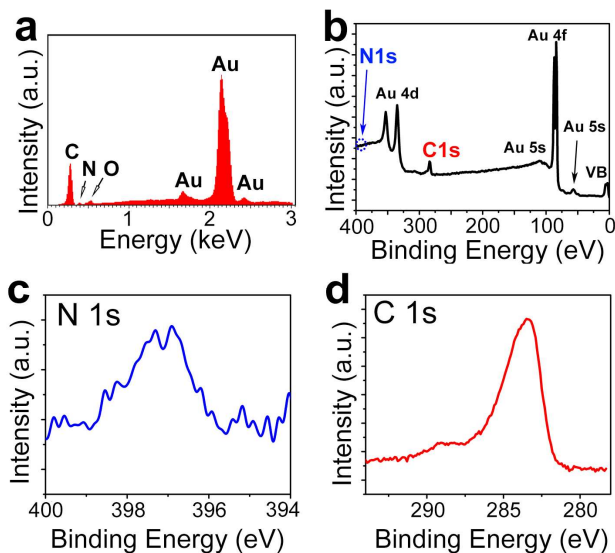 a
Intensity (a.u.)
C
N
O
Au
Au
Au
0
1
2
3
Energy (keV)
b
Intensity (a.u.)
N1s
Au 4d
C1s
Au 4f
Au 5s
Au 5s
VB
400
300
200
100
0
Binding Energy (eV)
c
N 1s
Intensity (a.u.)
400
398
396
394
Binding Energy (eV)
d
C 1s
Intensity (a.u.)
290
285
280
Binding Energy (eV)